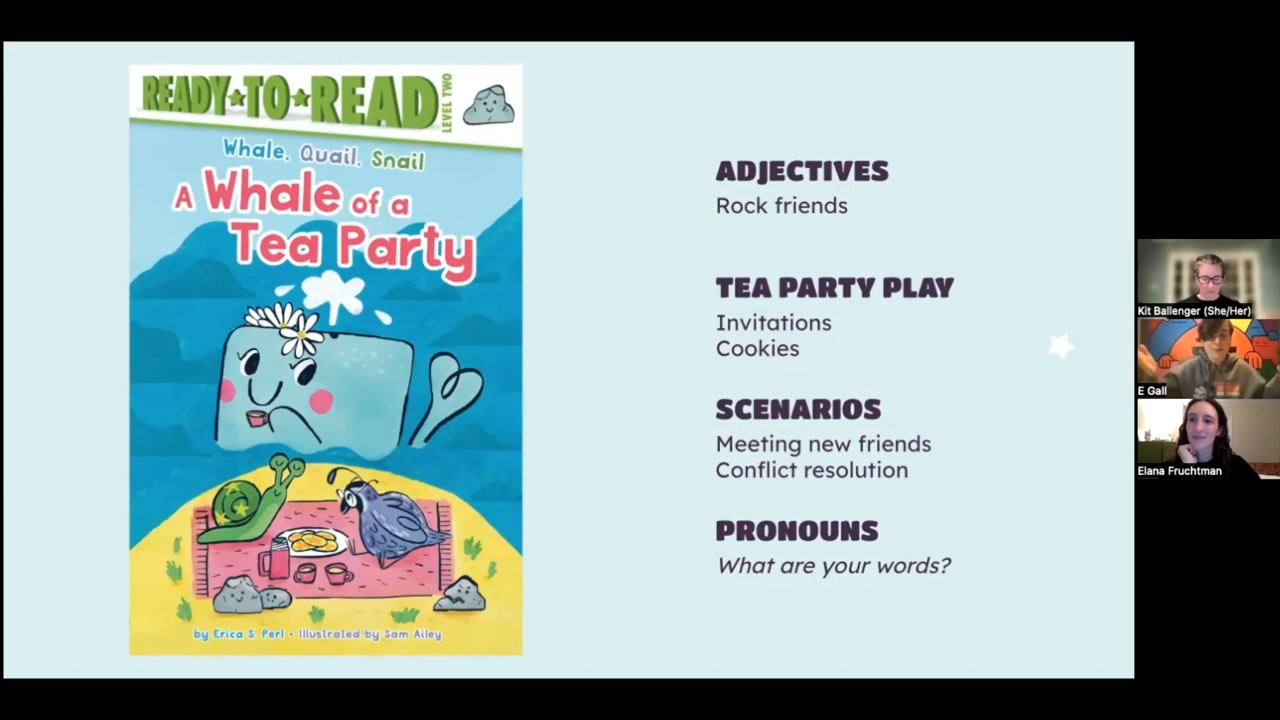 READY★TO★READ
LEVEL TWO
Whale, Quail, Snail
A Whale of a
Tea Party
by Erica S. Perl • Illustrated by Sam Ailey
ADJECTIVES
Rock friends
TEA PARTY PLAY
Invitations
Cookies
SCENARIOS
Meeting new friends
Conflict resolution
PRONOUNS
What are your words?
Kit Ballenger (She/Her)
E Gall
Elana Fruchtman